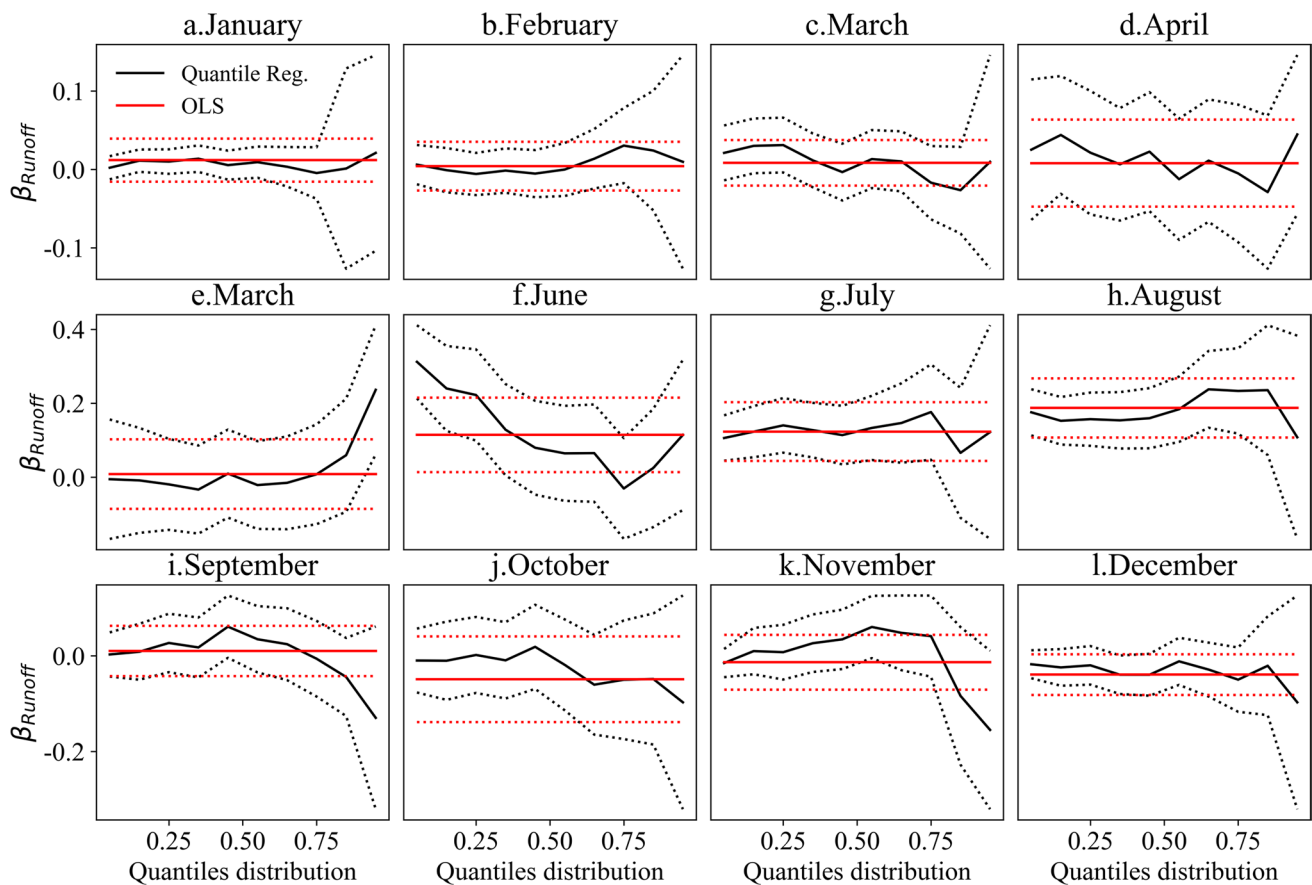 a.January
b.February
c.March
d.April
Quantile Reg.
OLS
0.1
0.0
-0.1
βRunoff
e.March
f.June
g.July
h.August
0.4
0.2
0.0
βRunoff
i.September
j.October
k.November
l.December
0.0
-0.2
βRunoff
0.25 0.50 0.75
0.25 0.50 0.75
0.25 0.50 0.75
0.25 0.50 0.75
Quantiles distribution
Quantiles distribution
Quantiles distribution
Quantiles distribution